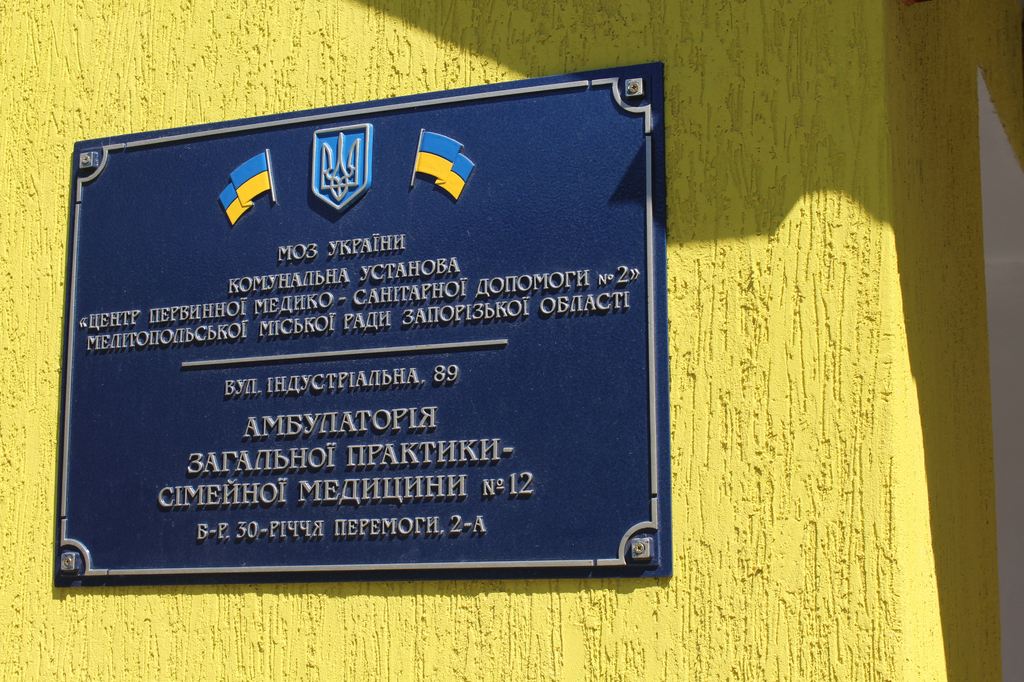 МОЗ УКРАЇНИ
КОМУНАЛЬНА УСТАНОВА
«ЦЕНТР ПЕРВИННОЇ МЕДИКО - САНІТАРНОЇ ДОПОМОГИ №2»
МЕЛІТОПОЛЬСЬКОЇ МІСЬКОЇ РАДИ ЗАПОРІЗЬКОЇ ОБЛАСТІ
ВУЛ. ІНДУСТРІАЛЬНА, 89
АМБУЛАТОРІЯ
ЗАГАЛЬНОЇ ПРАКТИКИ-
СІМЕЙНОЇ МЕДИЦИНИ №12
Б-Р. 30-РІЧЧЯ ПЕРЕМОГИ, 2-А